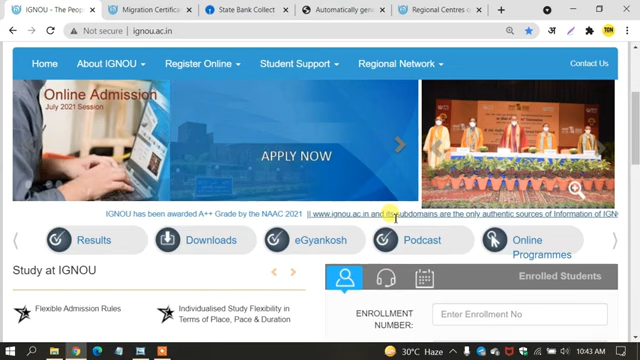 IGNOU - The Peop
Migration Certifica
State Bank Collect
Automatically gene
Regional Centres o
Not secure | ignou.ac.in
Home
About IGNOU
Register Online
Student Support
Regional Network
Contact Us
Online Admission
July 2021 Session
APPLY NOW
IGNOU has been awarded A++ Grade by the NAAC 2021 || www.ignou.ac.in and its subdomains are the only authentic sources of Information of IGN
Results
Downloads
eGyankosh
Podcast
Online
Programmes
Study at IGNOU
Enrolled Students
Flexible Admission Rules
Individualised Study Flexibility in
Terms of Place, Pace & Duration
ENROLLMENT
NUMBER:
Enter Enrollment No
30°C Haze
10:43 AM